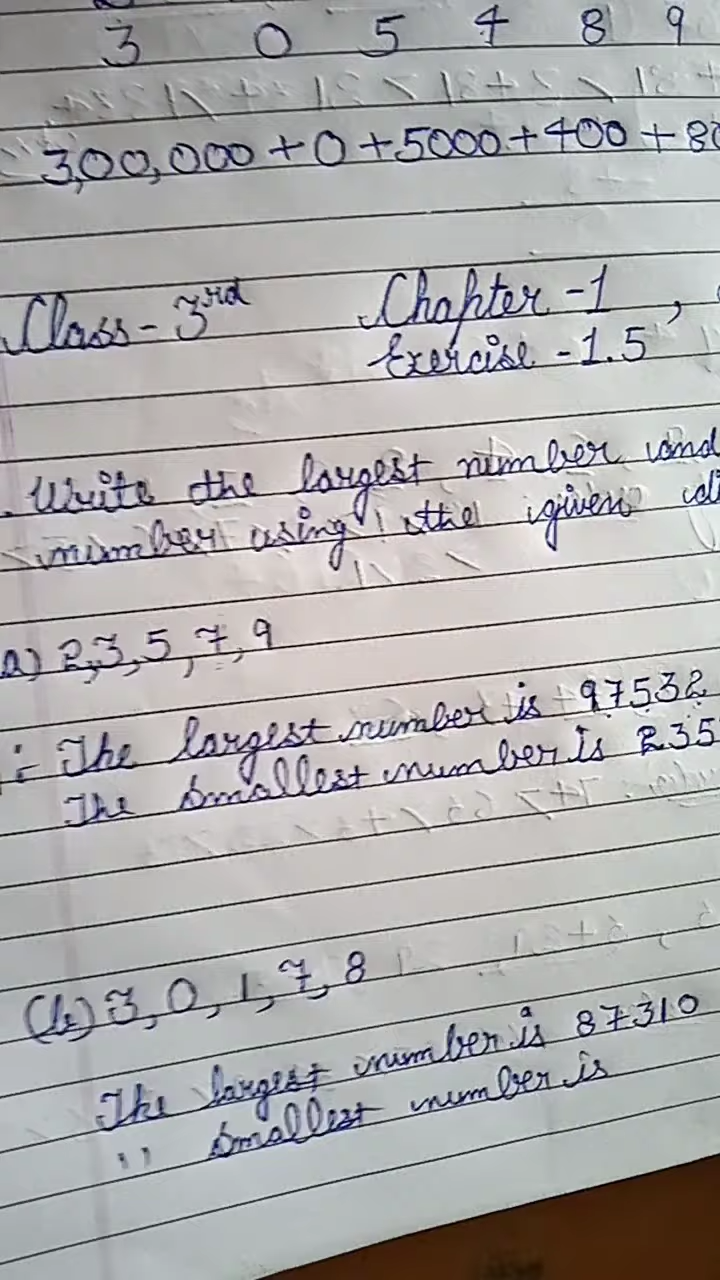 3 0 5 4 8 9
3,00,000 + 0 + 5000 + 400 + 80
Class - 3rd Chapter - 1 ,
Exercise - 1.5
Write the largest number and
number using the given di
a) 2,3,5,7,9
:- The largest number is 97532
The smallest number is 235
(b) 3, 0, 1, 7, 8
The largest number is 87310
" smallest number is